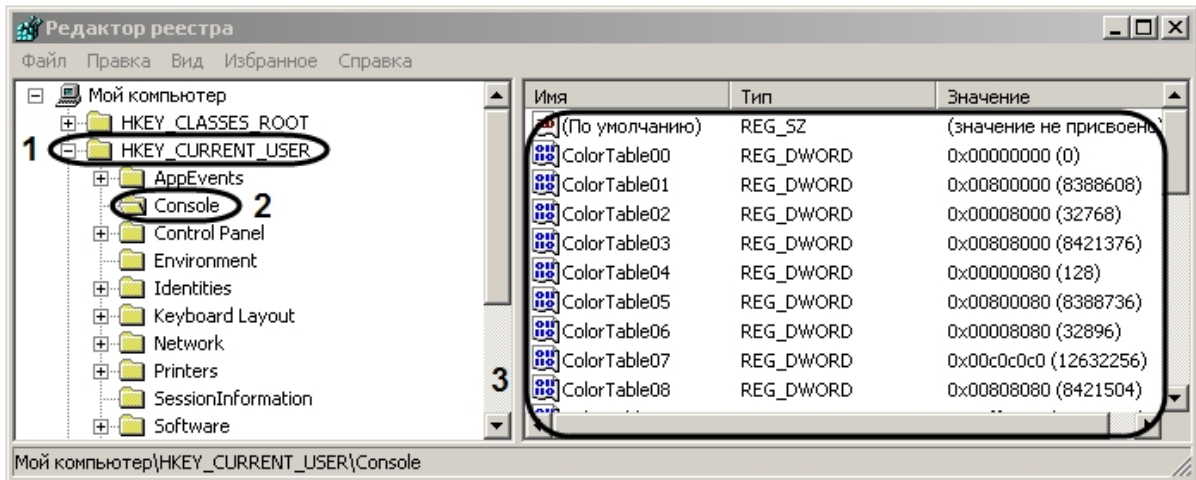 Редактор реестра
Файл Правка Вид Избранное Справка
Мой компьютер
HKEY_CLASSES_ROOT
1 HKEY_CURRENT_USER
AppEvents
Console 2
Control Panel
Environment
Identities
Keyboard Layout
Network
Printers
SessionInformation
Software
3
Имя Тип Значение
(По умолчанию) REG_SZ (значение не присвоено)
ColorTable00 REG_DWORD 0x00000000 (0)
ColorTable01 REG_DWORD 0x00800000 (8388608)
ColorTable02 REG_DWORD 0x00008000 (32768)
ColorTable03 REG_DWORD 0x00808000 (8421376)
ColorTable04 REG_DWORD 0x00000080 (128)
ColorTable05 REG_DWORD 0x00800080 (8388736)
ColorTable06 REG_DWORD 0x00008080 (32896)
ColorTable07 REG_DWORD 0x00c0c0c0 (12632256)
ColorTable08 REG_DWORD 0x00808080 (8421504)
Мой компьютер\HKEY_CURRENT_USER\Console